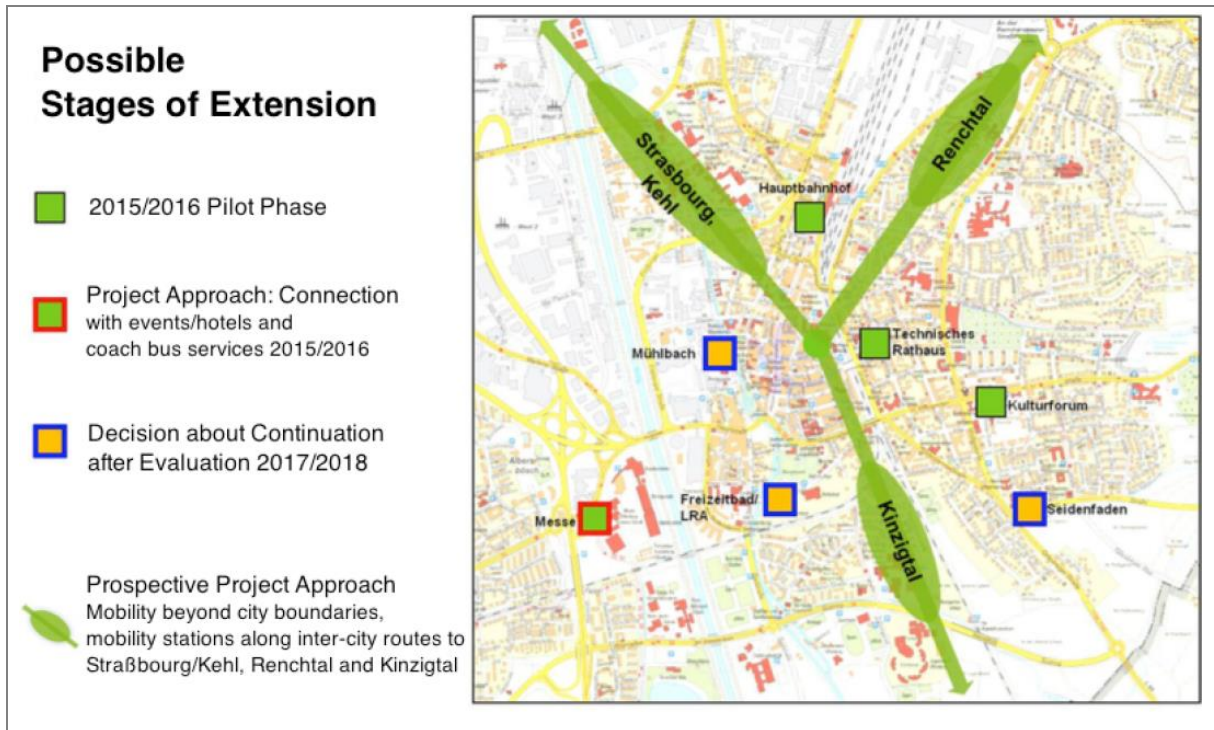 Possible
Stages of Extension
2015/2016 Pilot Phase
Project Approach: Connection
with events/hotels and
coach bus services 2015/2016
Decision about Continuation
after Evaluation 2017/2018
Prospective Project Approach
Mobility beyond city boundaries,
mobility stations along inter-city routes to
Straßbourg/Kehl, Renchtal and Kinzigtal
Strasbourg,
Kehl
Renchtal
Hauptbahnhof
Technisches
Rathaus
Mühlbach
Kulturforum
Freizeitbad/
LRA
Seidenfaden
Messe
Kinzigtal